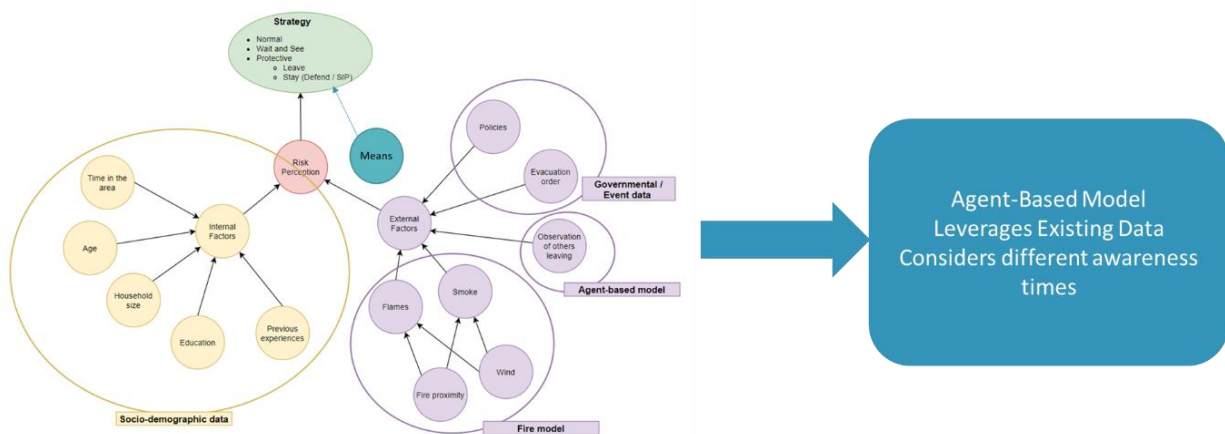 Strategy
Normal
Wait and See
Protective
Leave
Stay (Defend / SIP)
Policies
Means
Risk
Perception
Time in the
area
Evacuation
order
Governmental /
Event data
External
Factors
Internal
Factors
Age
Observation
of others
leaving
Agent-based model
Household
size
Flames
Smoke
Education
Previous
experiences
Wind
Fire proximity
Socio-demographic data
Fire model
Agent-Based Model
Leverages Existing Data
Considers different awareness
times